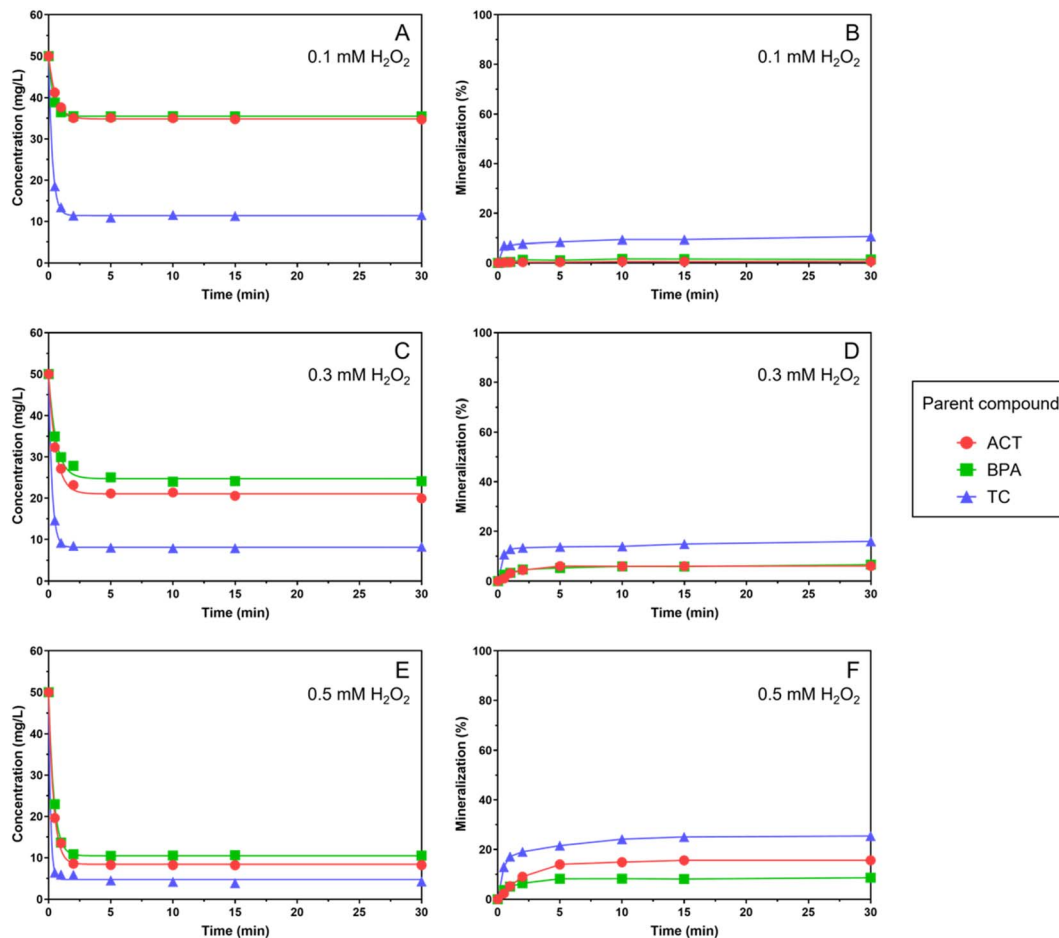 A
0.1 mM H₂O₂
Concentration (mg/L)
60
50
40
30
20
10
0
0 5 10 15 20 25 30
Time (min)
B
0.1 mM H₂O₂
Mineralization (%)
100
80
60
40
20
0
0 5 10 15 20 25 30
Time (min)
C
0.3 mM H₂O₂
Concentration (mg/L)
60
50
40
30
20
10
0
0 5 10 15 20 25 30
Time (min)
D
0.3 mM H₂O₂
Mineralization (%)
100
80
60
40
20
0
0 5 10 15 20 25 30
Time (min)
Parent compound
ACT
BPA
TC
E
0.5 mM H₂O₂
Concentration (mg/L)
60
50
40
30
20
10
0
0 5 10 15 20 25 30
Time (min)
F
0.5 mM H₂O₂
Mineralization (%)
100
80
60
40
20
0
0 5 10 15 20 25 30
Time (min)